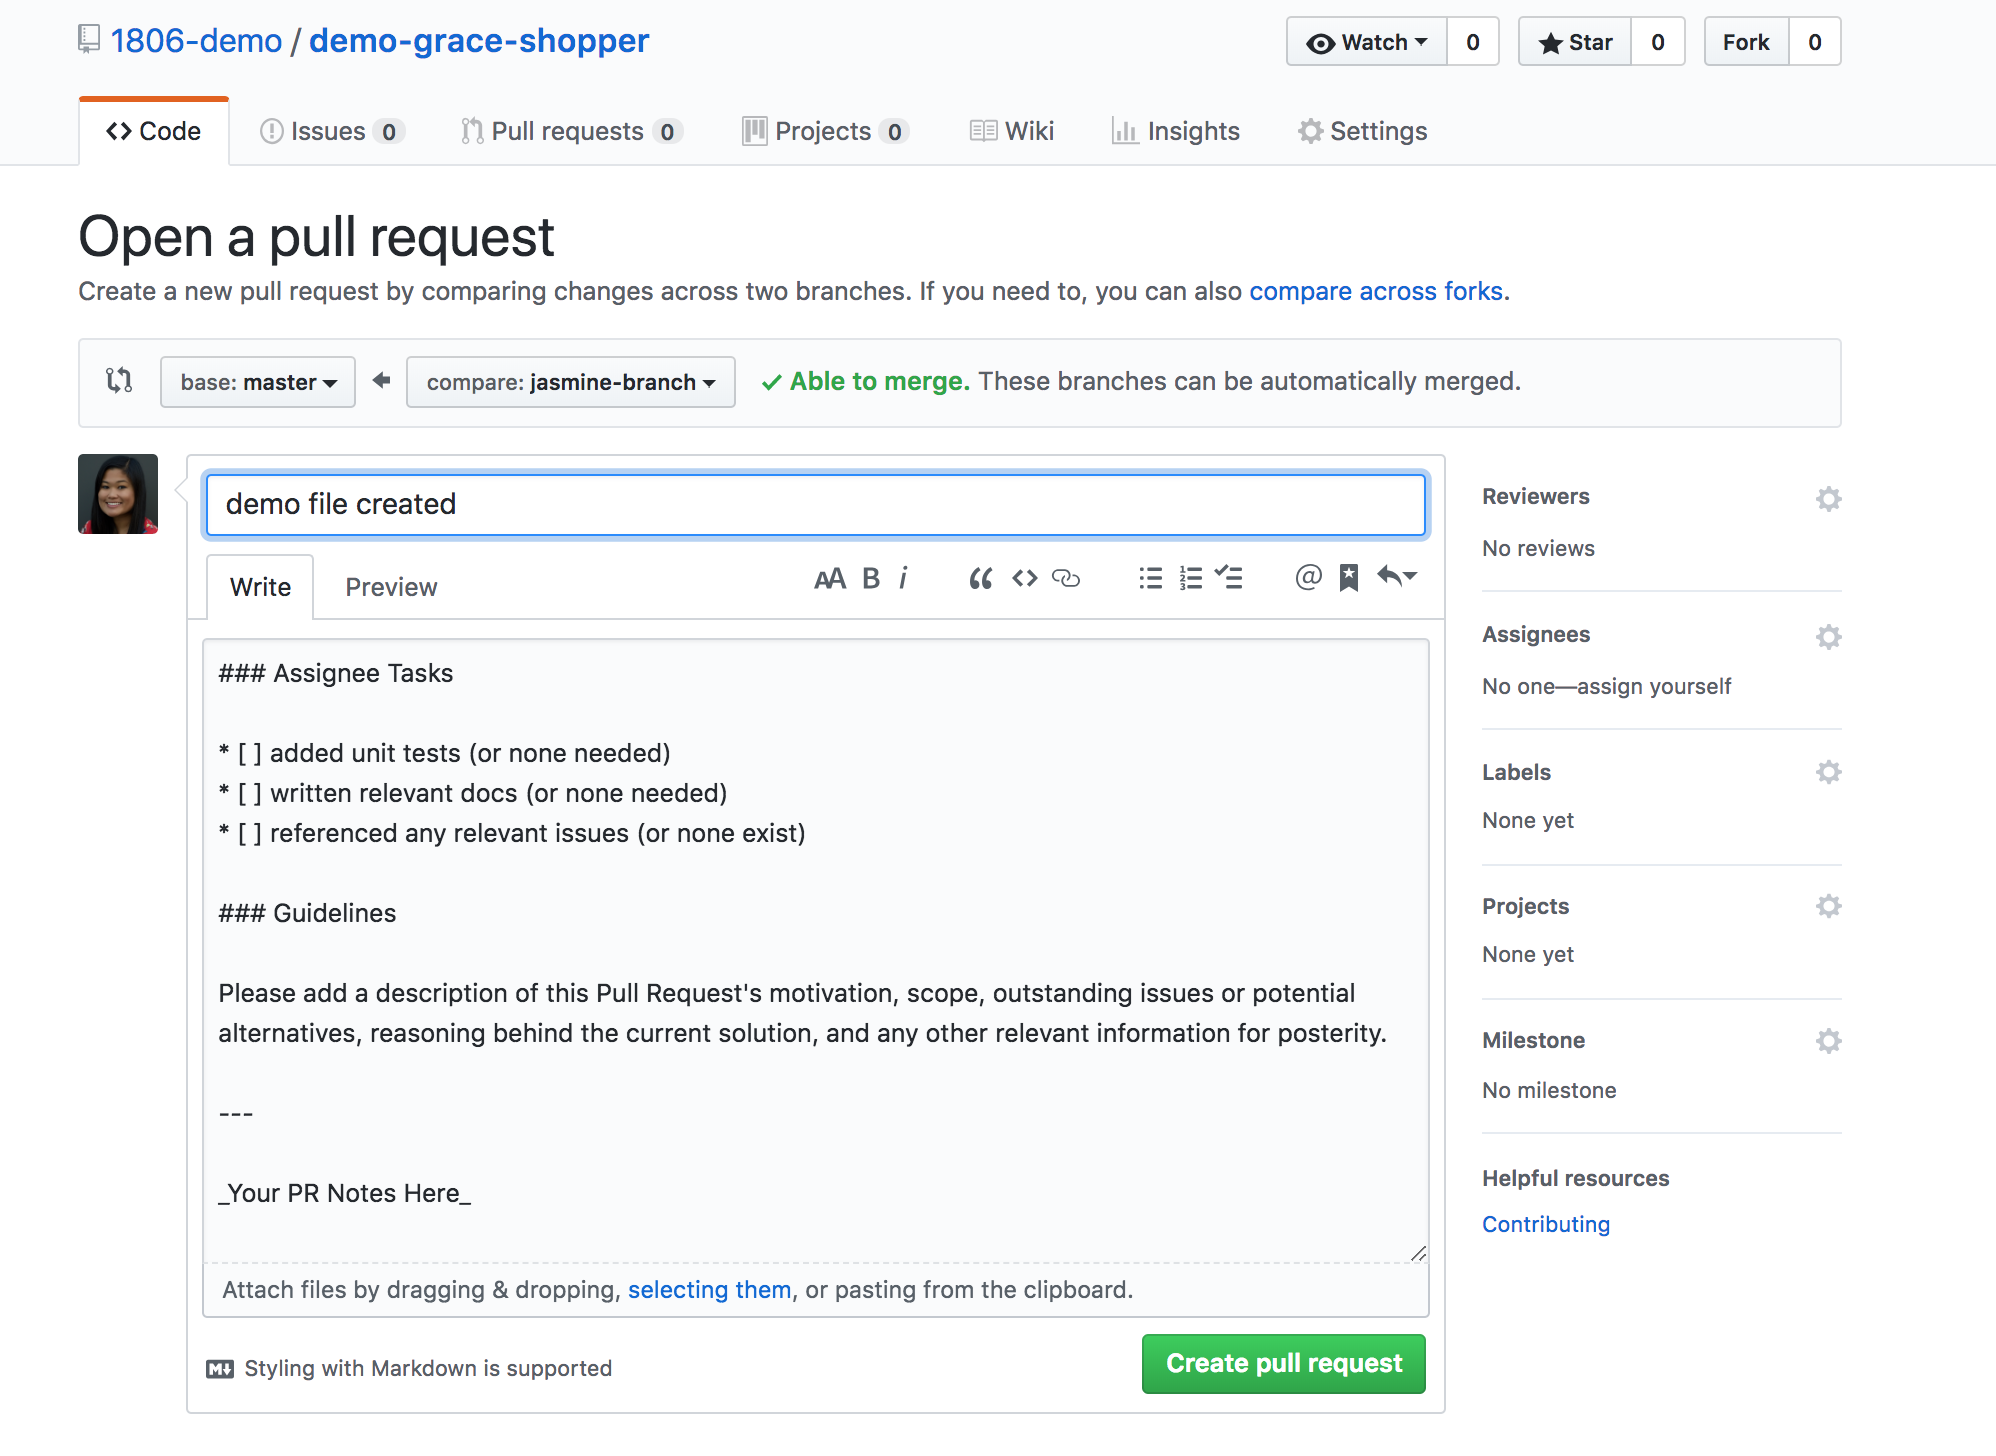 1806-demo / demo-grace-shopper
Watch 0 Star 0 Fork 0
Code Issues 0 Pull requests 0 Projects 0 Wiki Insights Settings
Open a pull request
Create a new pull request by comparing changes across two branches. If you need to, you can also compare across forks.
base: master compare: jasmine-branch Able to merge. These branches can be automatically merged.
demo file created
Write Preview AA B i
### Assignee Tasks
* [ ] added unit tests (or none needed)
* [ ] written relevant docs (or none needed)
* [ ] referenced any relevant issues (or none exist)
### Guidelines
Please add a description of this Pull Request's motivation, scope, outstanding issues or potential
alternatives, reasoning behind the current solution, and any other relevant information for posterity.
---
_Your PR Notes Here_
Attach files by dragging & dropping, selecting them, or pasting from the clipboard.
Styling with Markdown is supported
Create pull request
Reviewers
No reviews
Assignees
No one—assign yourself
Labels
None yet
Projects
None yet
Milestone
No milestone
Helpful resources
Contributing